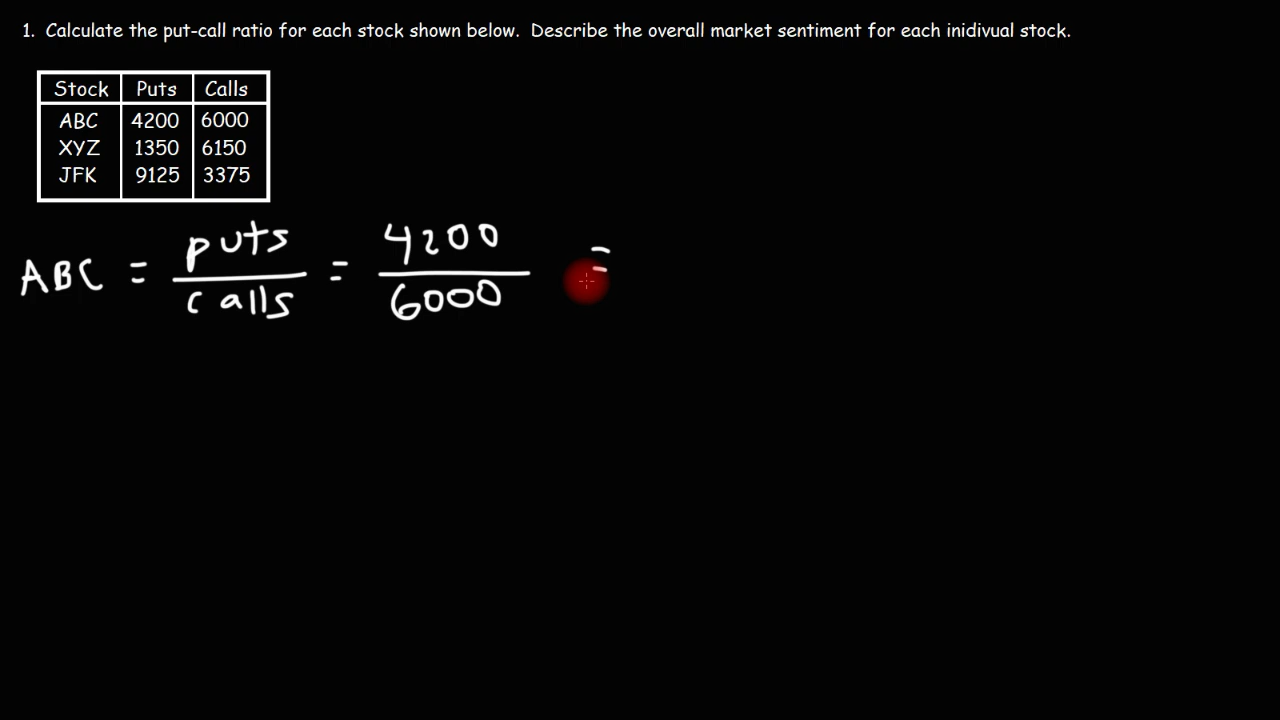 1. Calculate the put-call ratio for each stock shown below. Describe the overall market sentiment for each inidivual stock.
Stock Puts Calls
ABC 4200 6000
XYZ 1350 6150
JFK 9125 3375
ABC = puts / calls = 4200 / 6000 =